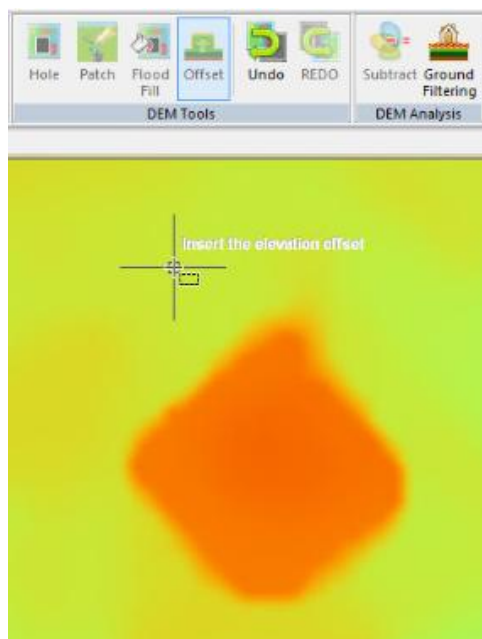 Hole Patch Flood Fill Offset Undo REDO Subtract Ground Filtering
DEM Tools DEM Analysis
Insert the elevation offset